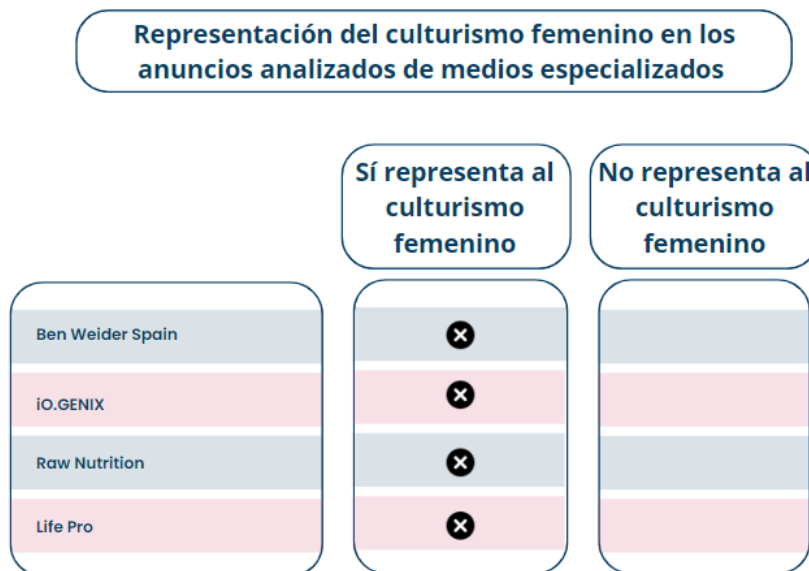 Representación del culturismo femenino en los
anuncios analizados de medios especializados
Sí representa al
culturismo
femenino
No representa al
culturismo
femenino
Ben Weider Spain
iO.GENIX
Raw Nutrition
Life Pro